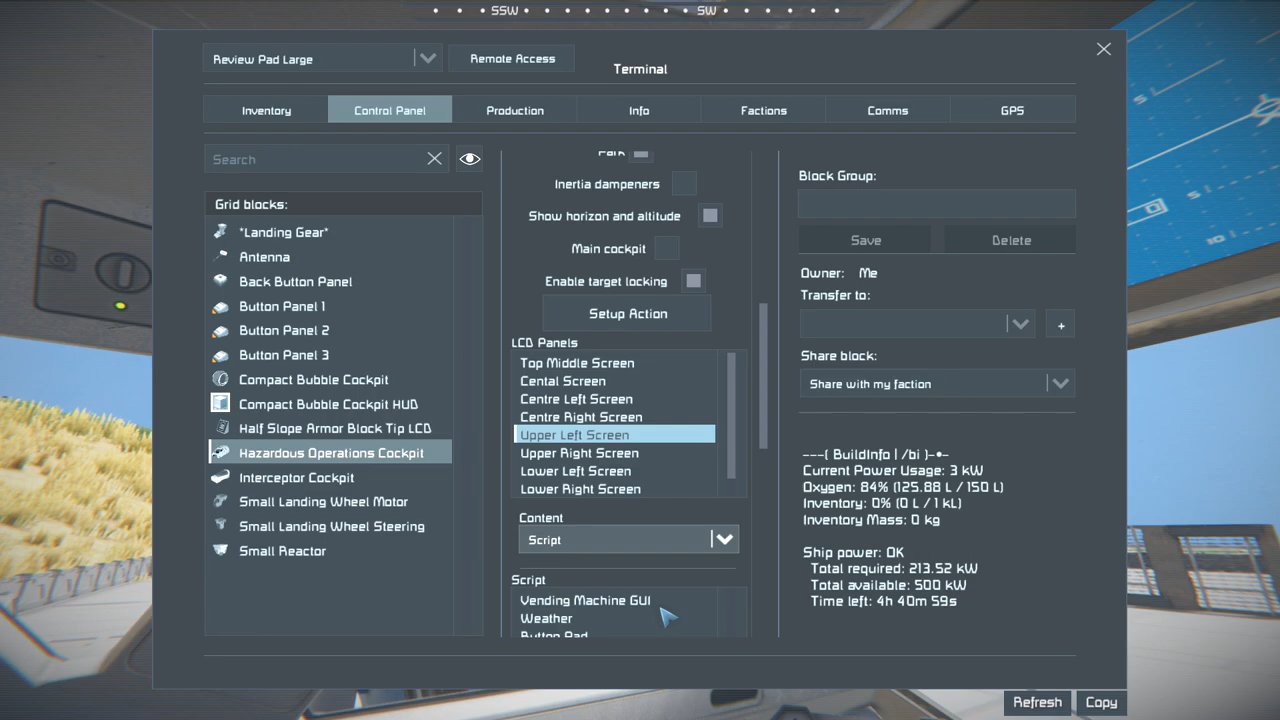 SSW
SW
Review Pad Large
Remote Access
Terminal
Inventory
Control Panel
Production
Info
Factions
Comms
GPS
Search
Grid blocks:
*Landing Gear*
Antenna
Back Button Panel
Button Panel 1
Button Panel 2
Button Panel 3
Compact Bubble Cockpit
Compact Bubble Cockpit HUD
Half Slope Armor Block Tip LCD
Hazardous Operations Cockpit
Interceptor Cockpit
Small Landing Wheel Motor
Small Landing Wheel Steering
Small Reactor
Park
Inertia dampeners
Show horizon and altitude
Main cockpit
Enable target locking
Setup Action
LCD Panels
Top Middle Screen
Cental Screen
Centre Left Screen
Centre Right Screen
Upper Left Screen
Upper Right Screen
Lower Left Screen
Lower Right Screen
Content
Script
Script
Vending Machine GUI
Weather
Button Pad
Block Group:
Save
Delete
Owner: Me
Transfer to:
+
Share block:
Share with my faction
---( BuildInfo | /bi )-•-
Current Power Usage: 3 kW
Oxygen: 84% (125.88 L / 150 L)
Inventory: 0% (0 L / 1 kL)
Inventory Mass: 0 kg
Ship power: OK
Total required: 213.52 kW
Total available: 500 kW
Time left: 4h 40m 59s
Refresh
Copy